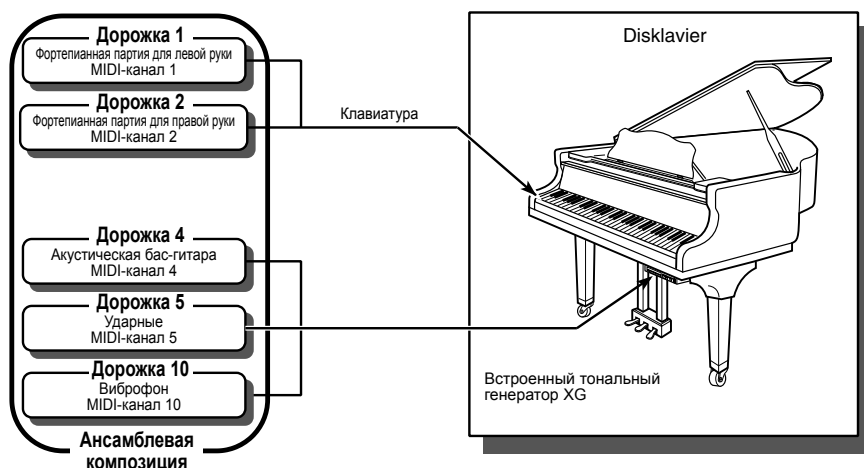 Дорожка 1
Фортепианная партия для левой руки
MIDI-канал 1
Дорожка 2
Фортепианная партия для правой руки
MIDI-канал 2
Дорожка 4
Акустическая бас-гитара
MIDI-канал 4
Дорожка 5
Ударные
MIDI-канал 5
Дорожка 10
Виброфон
MIDI-канал 10
Ансамблевая
композиция
Клавиатура
Disklavier
Встроенный тональный
генератор XG